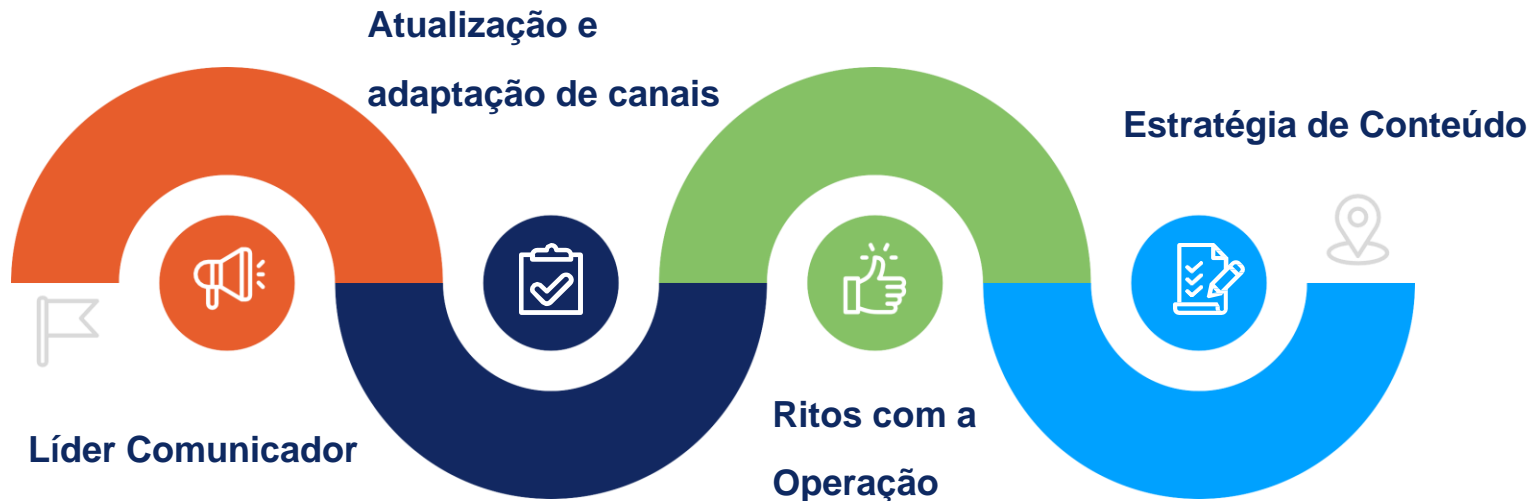 Atualização e
adaptação de canais
Estratégia de Conteúdo
Líder Comunicador
Ritos com a
Operação